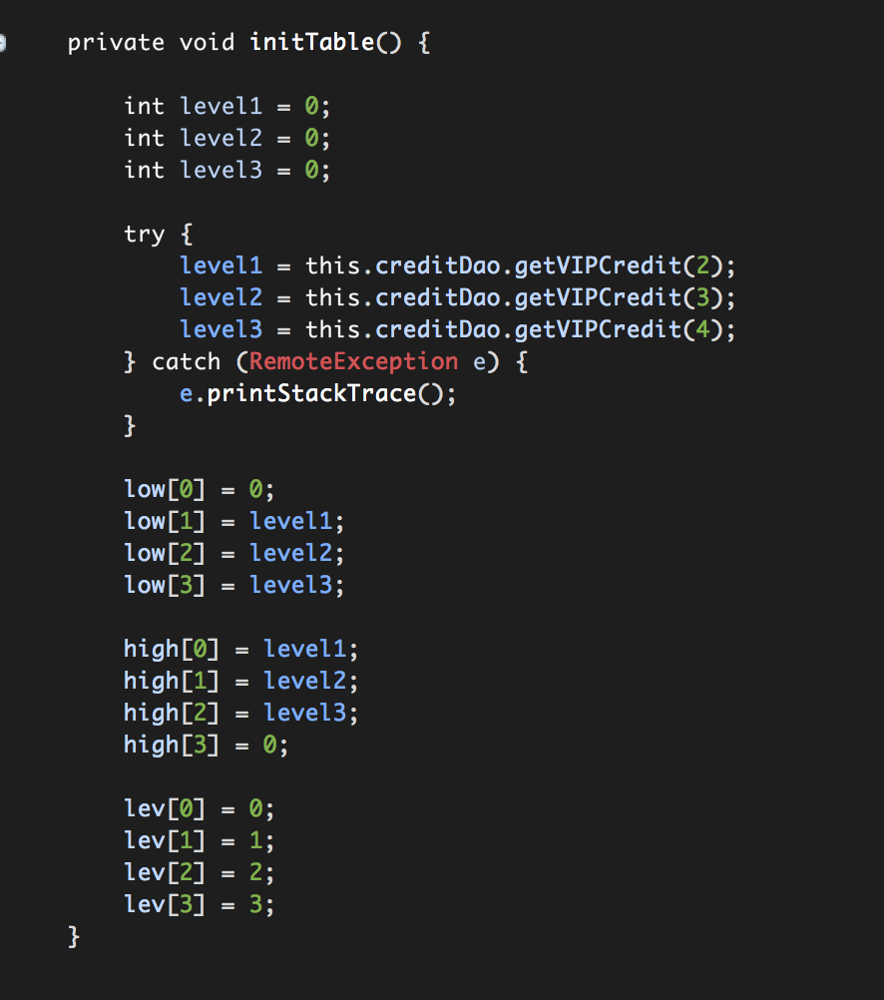 private void initTable() {
int level1 = 0;
int level2 = 0;
int level3 = 0;
try {
level1 = this.creditDao.getVIPCredit(2);
level2 = this.creditDao.getVIPCredit(3);
level3 = this.creditDao.getVIPCredit(4);
} catch (RemoteException e) {
e.printStackTrace();
}
low[0] = 0;
low[1] = level1;
low[2] = level2;
low[3] = level3;
high[0] = level1;
high[1] = level2;
high[2] = level3;
high[3] = 0;
lev[0] = 0;
lev[1] = 1;
lev[2] = 2;
lev[3] = 3;
}